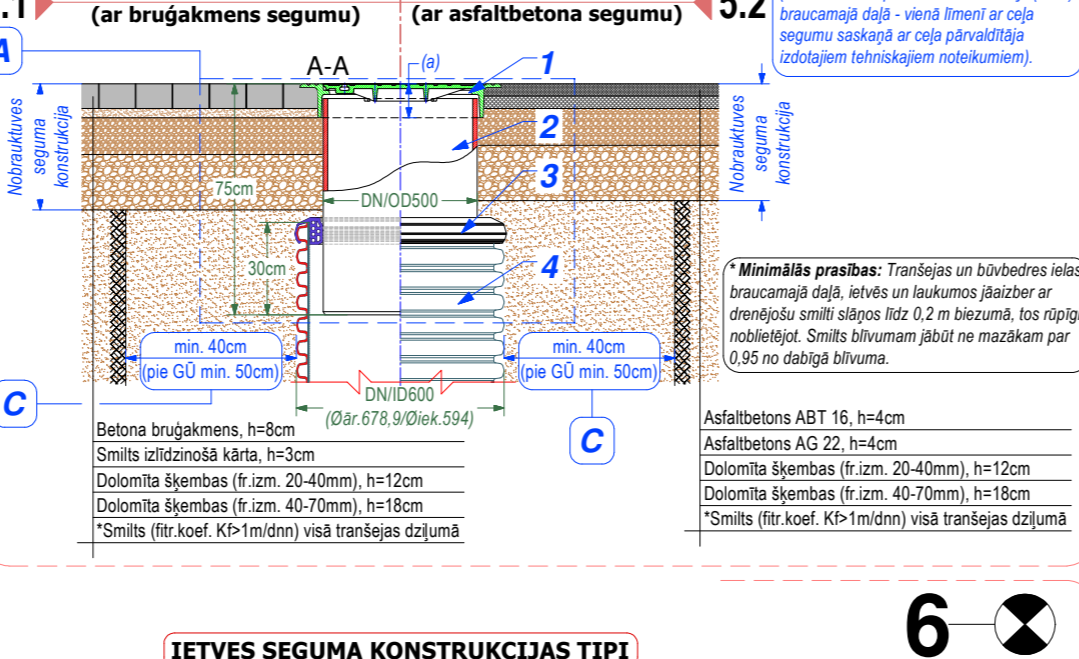 .1
(ar bruģakmens segumu)
(ar asfaltbetona segumu)
5.2
braucamajā daļā - vienā līmenī ar ceļa
segumu saskaņā ar ceļa pārvaldītāja
izdotajiem tehniskajiem noteikumiem).
A
A-A
(a)
1
2
3
4
Nobrauktuves
seguma
konstrukcija
Nobrauktuves
seguma
konstrukcija
75cm
DN/OD500
30cm
* Minimālās prasības: Tranšejas un būvbedres ielas
braucamajā daļā, ietvēs un laukumos jāaizber ar
drenējošu smilti slāņos līdz 0,2 m biezumā, tos rūpīgi
noblietējot. Smilts blīvumam jābūt ne mazākam par
0,95 no dabīgā blīvuma.
min. 40cm
(pie GŪ min. 50cm)
min. 40cm
(pie GŪ min. 50cm)
C
C
DN/ID600
(Øār.678,9/Øiek.594)
Betona bruģakmens, h=8cm
Smilts izlīdzinošā kārta, h=3cm
Dolomīta šķembas (fr.izm. 20-40mm), h=12cm
Dolomīta šķembas (fr.izm. 40-70mm), h=18cm
*Smilts (fitr.koef. Kf>1m/dnn) visā tranšejas dziļumā
Asfaltbetons ABT 16, h=4cm
Asfaltbetons AG 22, h=4cm
Dolomīta šķembas (fr.izm. 20-40mm), h=12cm
Dolomīta šķembas (fr.izm. 40-70mm), h=18cm
*Smilts (fitr.koef. Kf>1m/dnn) visā tranšejas dziļumā
6
IETVES SEGUMA KONSTRUKCIJAS TIPI